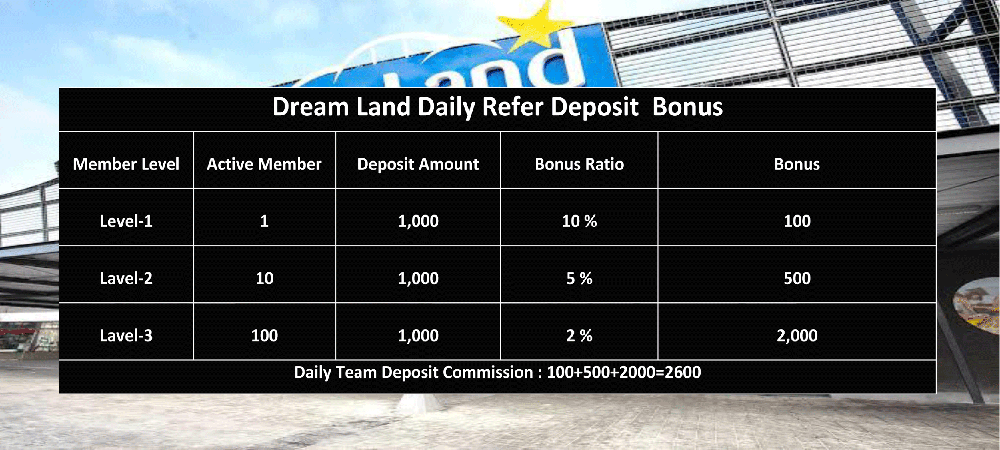 Land
Dream Land Daily Refer Deposit Bonus
Member Level Active Member Deposit Amount Bonus Ratio Bonus
Level-1 1 1,000 10 % 100
Lavel-2 10 1,000 5 % 500
Lavel-3 100 1,000 2 % 2,000
Daily Team Deposit Commission : 100+500+2000=2600